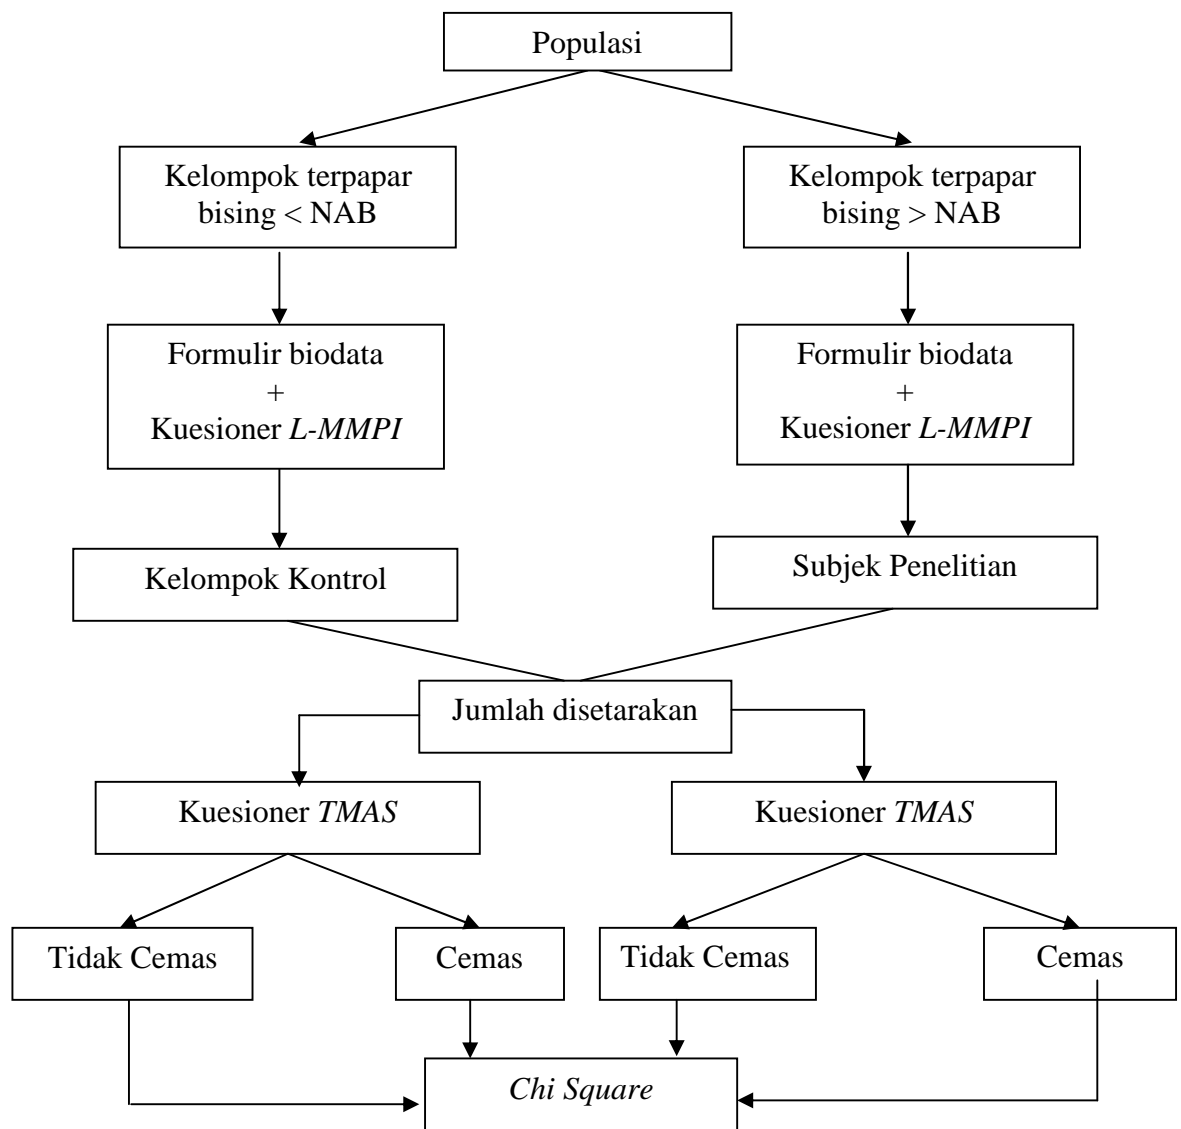 Populasi
Kelompok terpapar
bising < NAB
Kelompok terpapar
bising > NAB
Formulir biodata
+
Kuesioner L-MMPI
Formulir biodata
+
Kuesioner L-MMPI
Kelompok Kontrol
Subjek Penelitian
Jumlah disetarakan
Kuesioner TMAS
Kuesioner TMAS
Tidak Cemas
Cemas
Tidak Cemas
Cemas
Chi Square